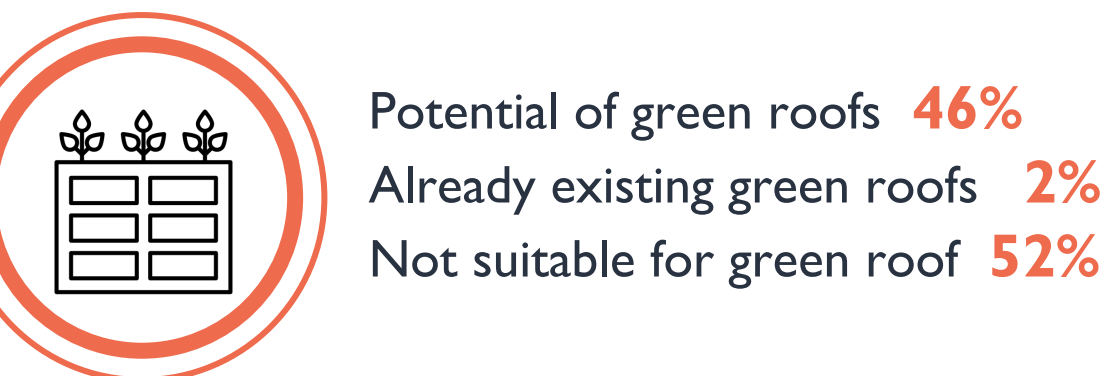 Potential of green roofs 46%
Already existing green roofs 2%
Not suitable for green roof 52%